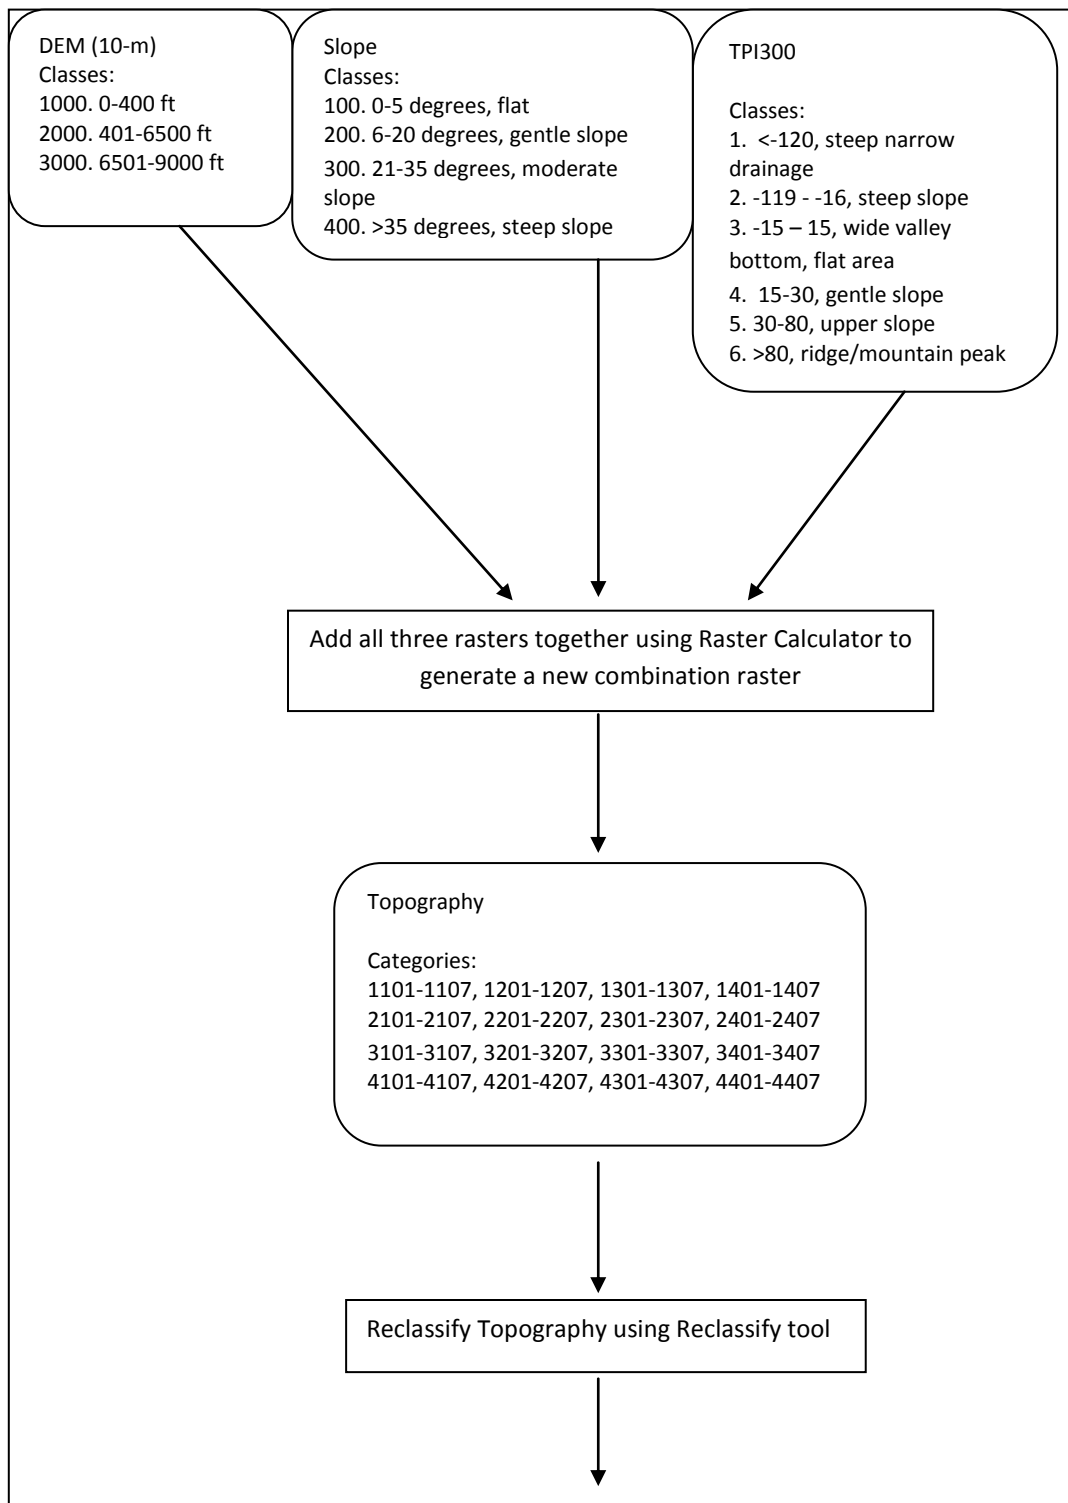 DEM (10-m)
Classes:
1000. 0-400 ft
2000. 401-6500 ft
3000. 6501-9000 ft
Slope
Classes:
100. 0-5 degrees, flat
200. 6-20 degrees, gentle slope
300. 21-35 degrees, moderate
slope
400. >35 degrees, steep slope
TPI300
Classes:
1. <-120, steep narrow
drainage
2. -119 - -16, steep slope
3. -15 – 15, wide valley
bottom, flat area
4. 15-30, gentle slope
5. 30-80, upper slope
6. >80, ridge/mountain peak
Add all three rasters together using Raster Calculator to
generate a new combination raster
Topography
Categories:
1101-1107, 1201-1207, 1301-1307, 1401-1407
2101-2107, 2201-2207, 2301-2307, 2401-2407
3101-3107, 3201-3207, 3301-3307, 3401-3407
4101-4107, 4201-4207, 4301-4307, 4401-4407
Reclassify Topography using Reclassify tool